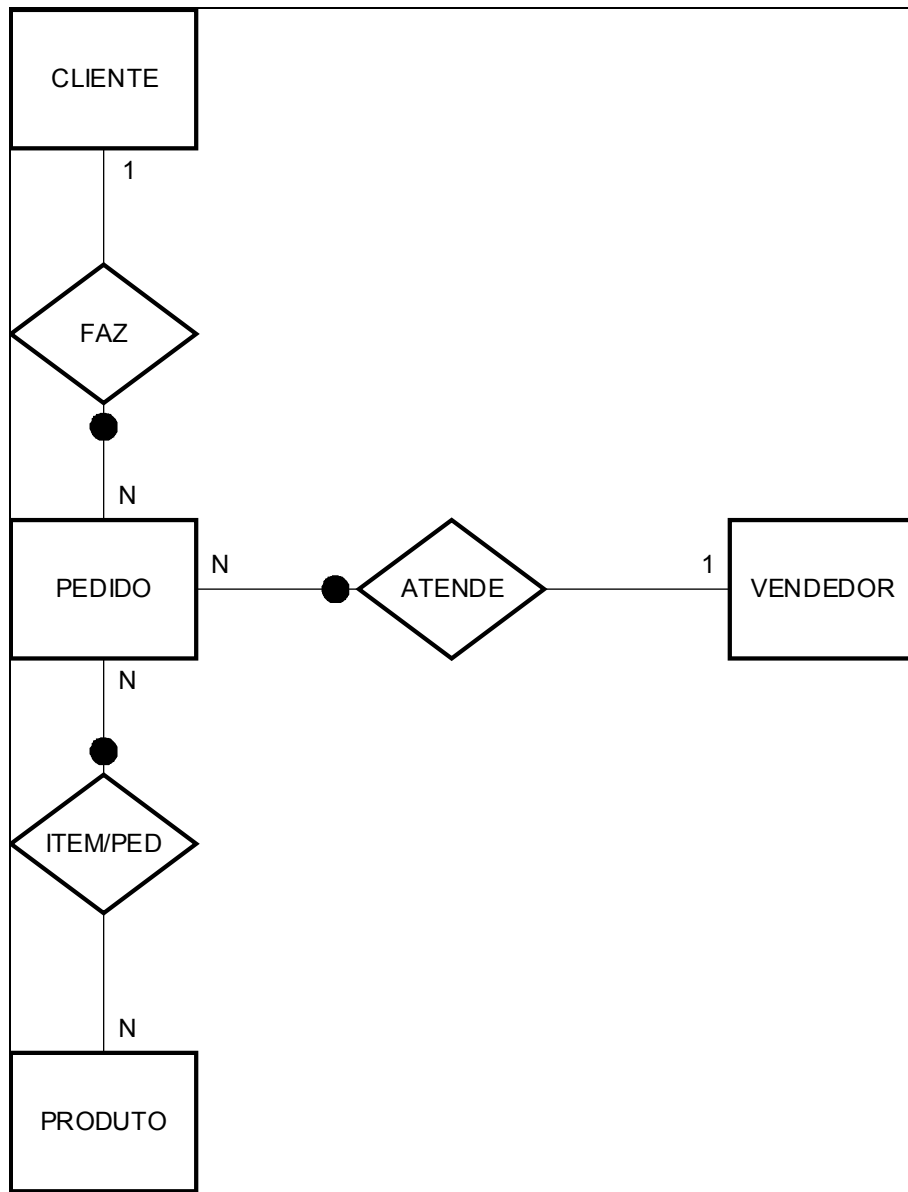 CLIENTE
1
FAZ
N
PEDIDO
N
ATENDE
1
VENDEDOR
N
ITEM/PED
N
PRODUTO